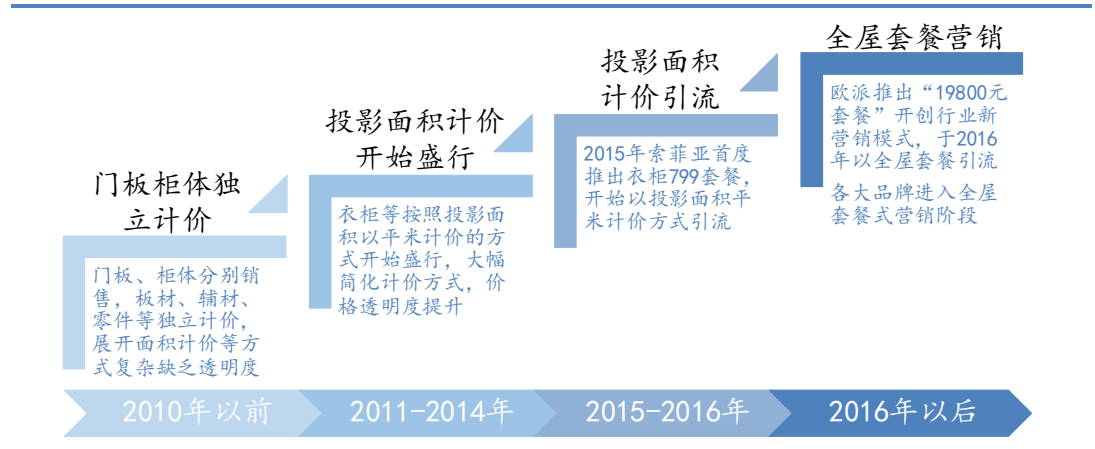 门板柜体独
立计价
门板、柜体分别销
售，板材、辅材、
零件等独立计价，
展开面积计价等方
式复杂缺乏透明度
投影面积计价
开始盛行
衣柜等按照投影面
积以平米计价的方
式开始盛行，大幅
简化计价方式，价
格透明度提升
投影面积
计价引流
2015年索菲亚首度
推出衣柜799套餐，
开始以投影面积平
米计价方式引流
全屋套餐营销
欧派推出“19800元
套餐”开创行业新
营销模式，于2016
年以全屋套餐引流
各大品牌进入全屋
套餐式营销阶段
2010年以前
2011-2014年
2015-2016年
2016年以后